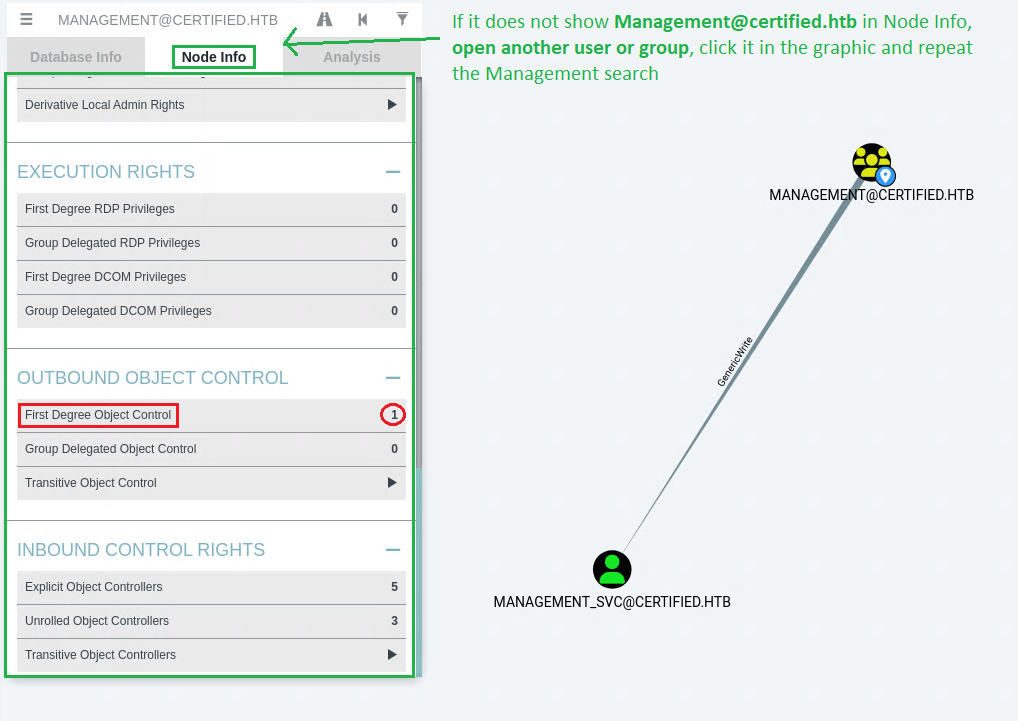 MANAGEMENT@CERTIFIED.HTB
If it does not show Management@certified.htb in Node Info,
open another user or group, click it in the graphic and repeat
the Management search
Database Info
Node Info
Analysis
Derivative Local Admin Rights
EXECUTION RIGHTS
First Degree RDP Privileges 0
Group Delegated RDP Privileges 0
First Degree DCOM Privileges 0
Group Delegated DCOM Privileges 0
OUTBOUND OBJECT CONTROL
First Degree Object Control 1
Group Delegated Object Control 0
Transitive Object Control
INBOUND CONTROL RIGHTS
Explicit Object Controllers 5
Unrolled Object Controllers 3
Transitive Object Controllers
MANAGEMENT@CERTIFIED.HTB
GenericWrite
MANAGEMENT_SVC@CERTIFIED.HTB